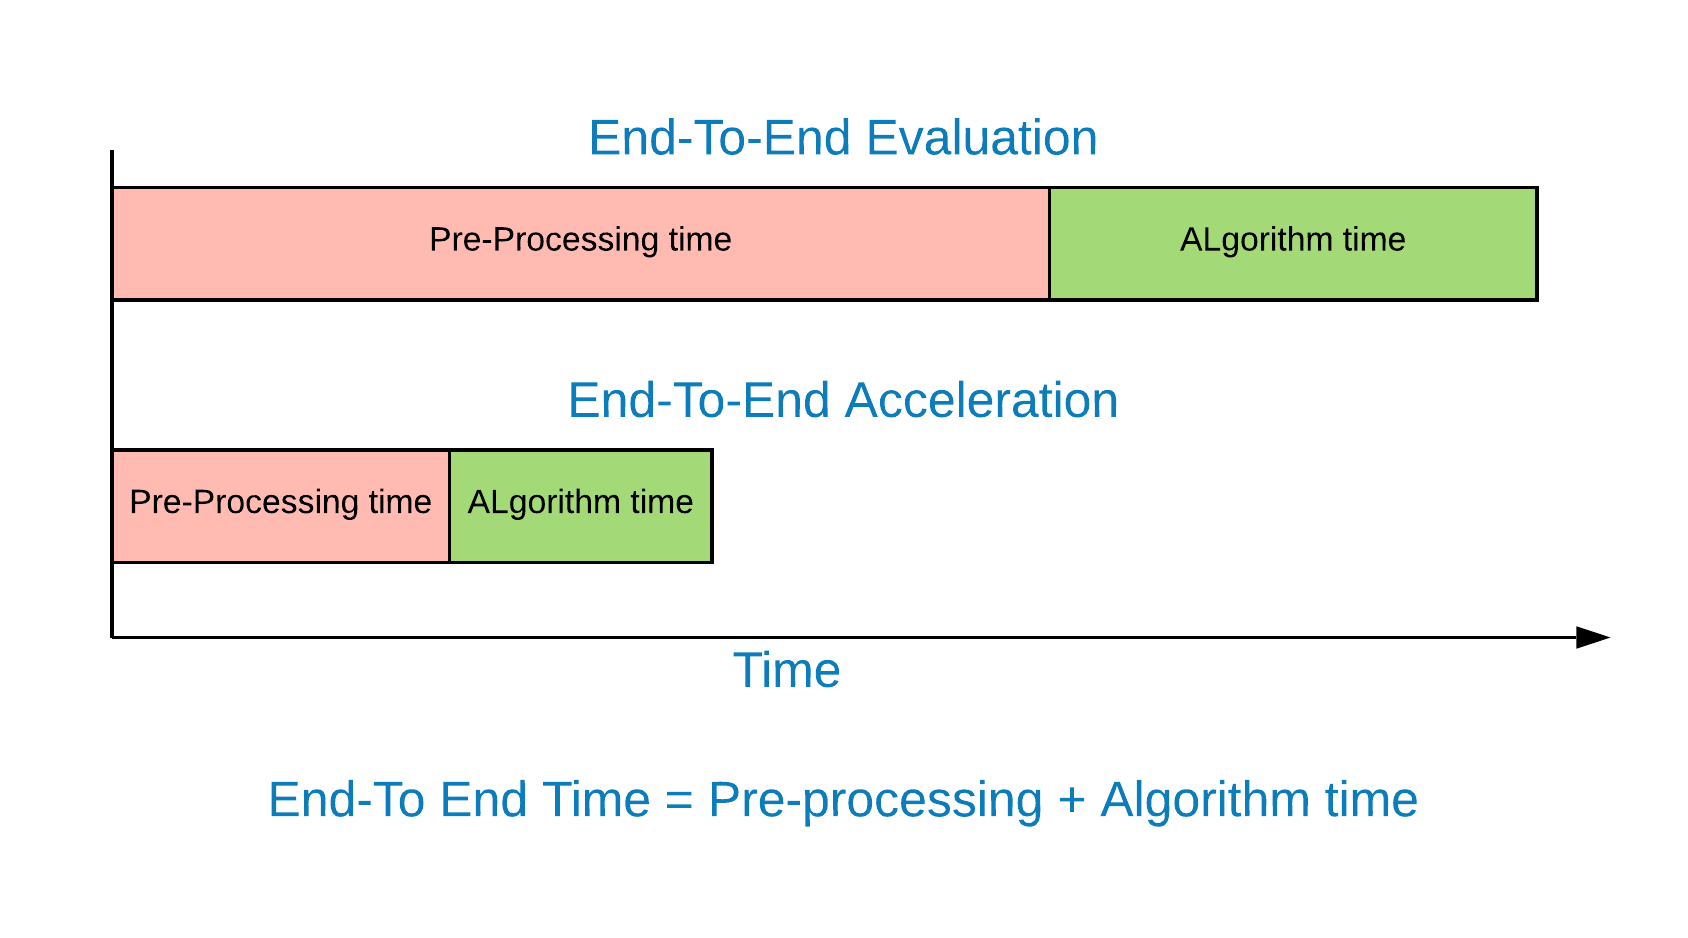 End-To-End Evaluation
Pre-Processing time
ALgorithm time
End-To-End Acceleration
Pre-Processing time
ALgorithm time
Time
End-To End Time = Pre-processing + Algorithm time